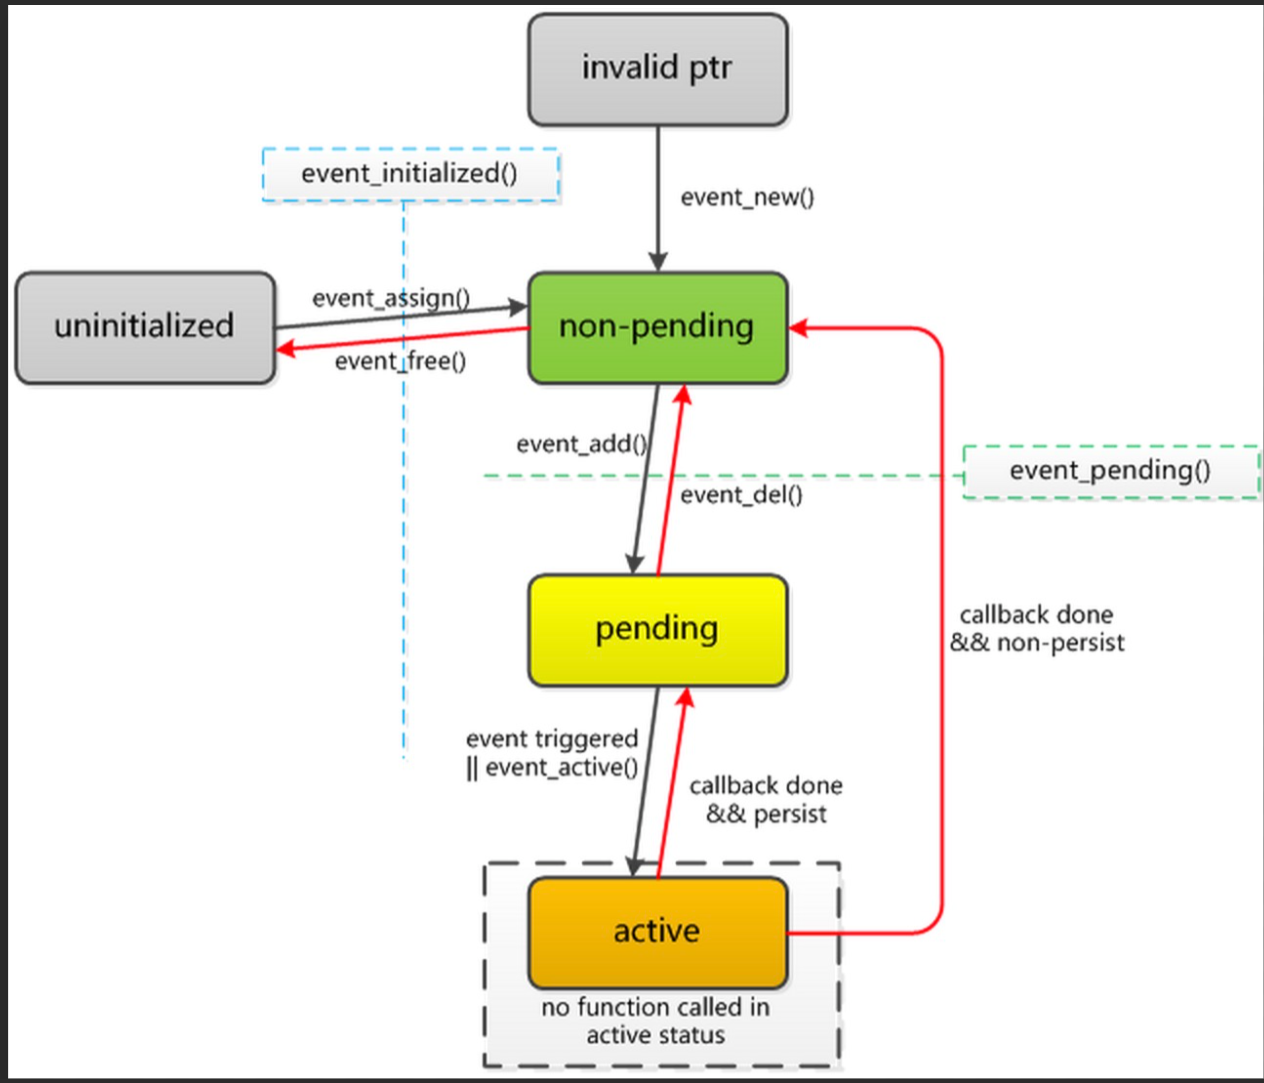 invalid ptr
event_initialized()
event_new()
uninitialized
event_assign()
event_free()
non-pending
event_add()
event_pending()
event_del()
pending
callback done
&& non-persist
event triggered
|| event_active()
callback done
&& persist
active
no function called in
active status